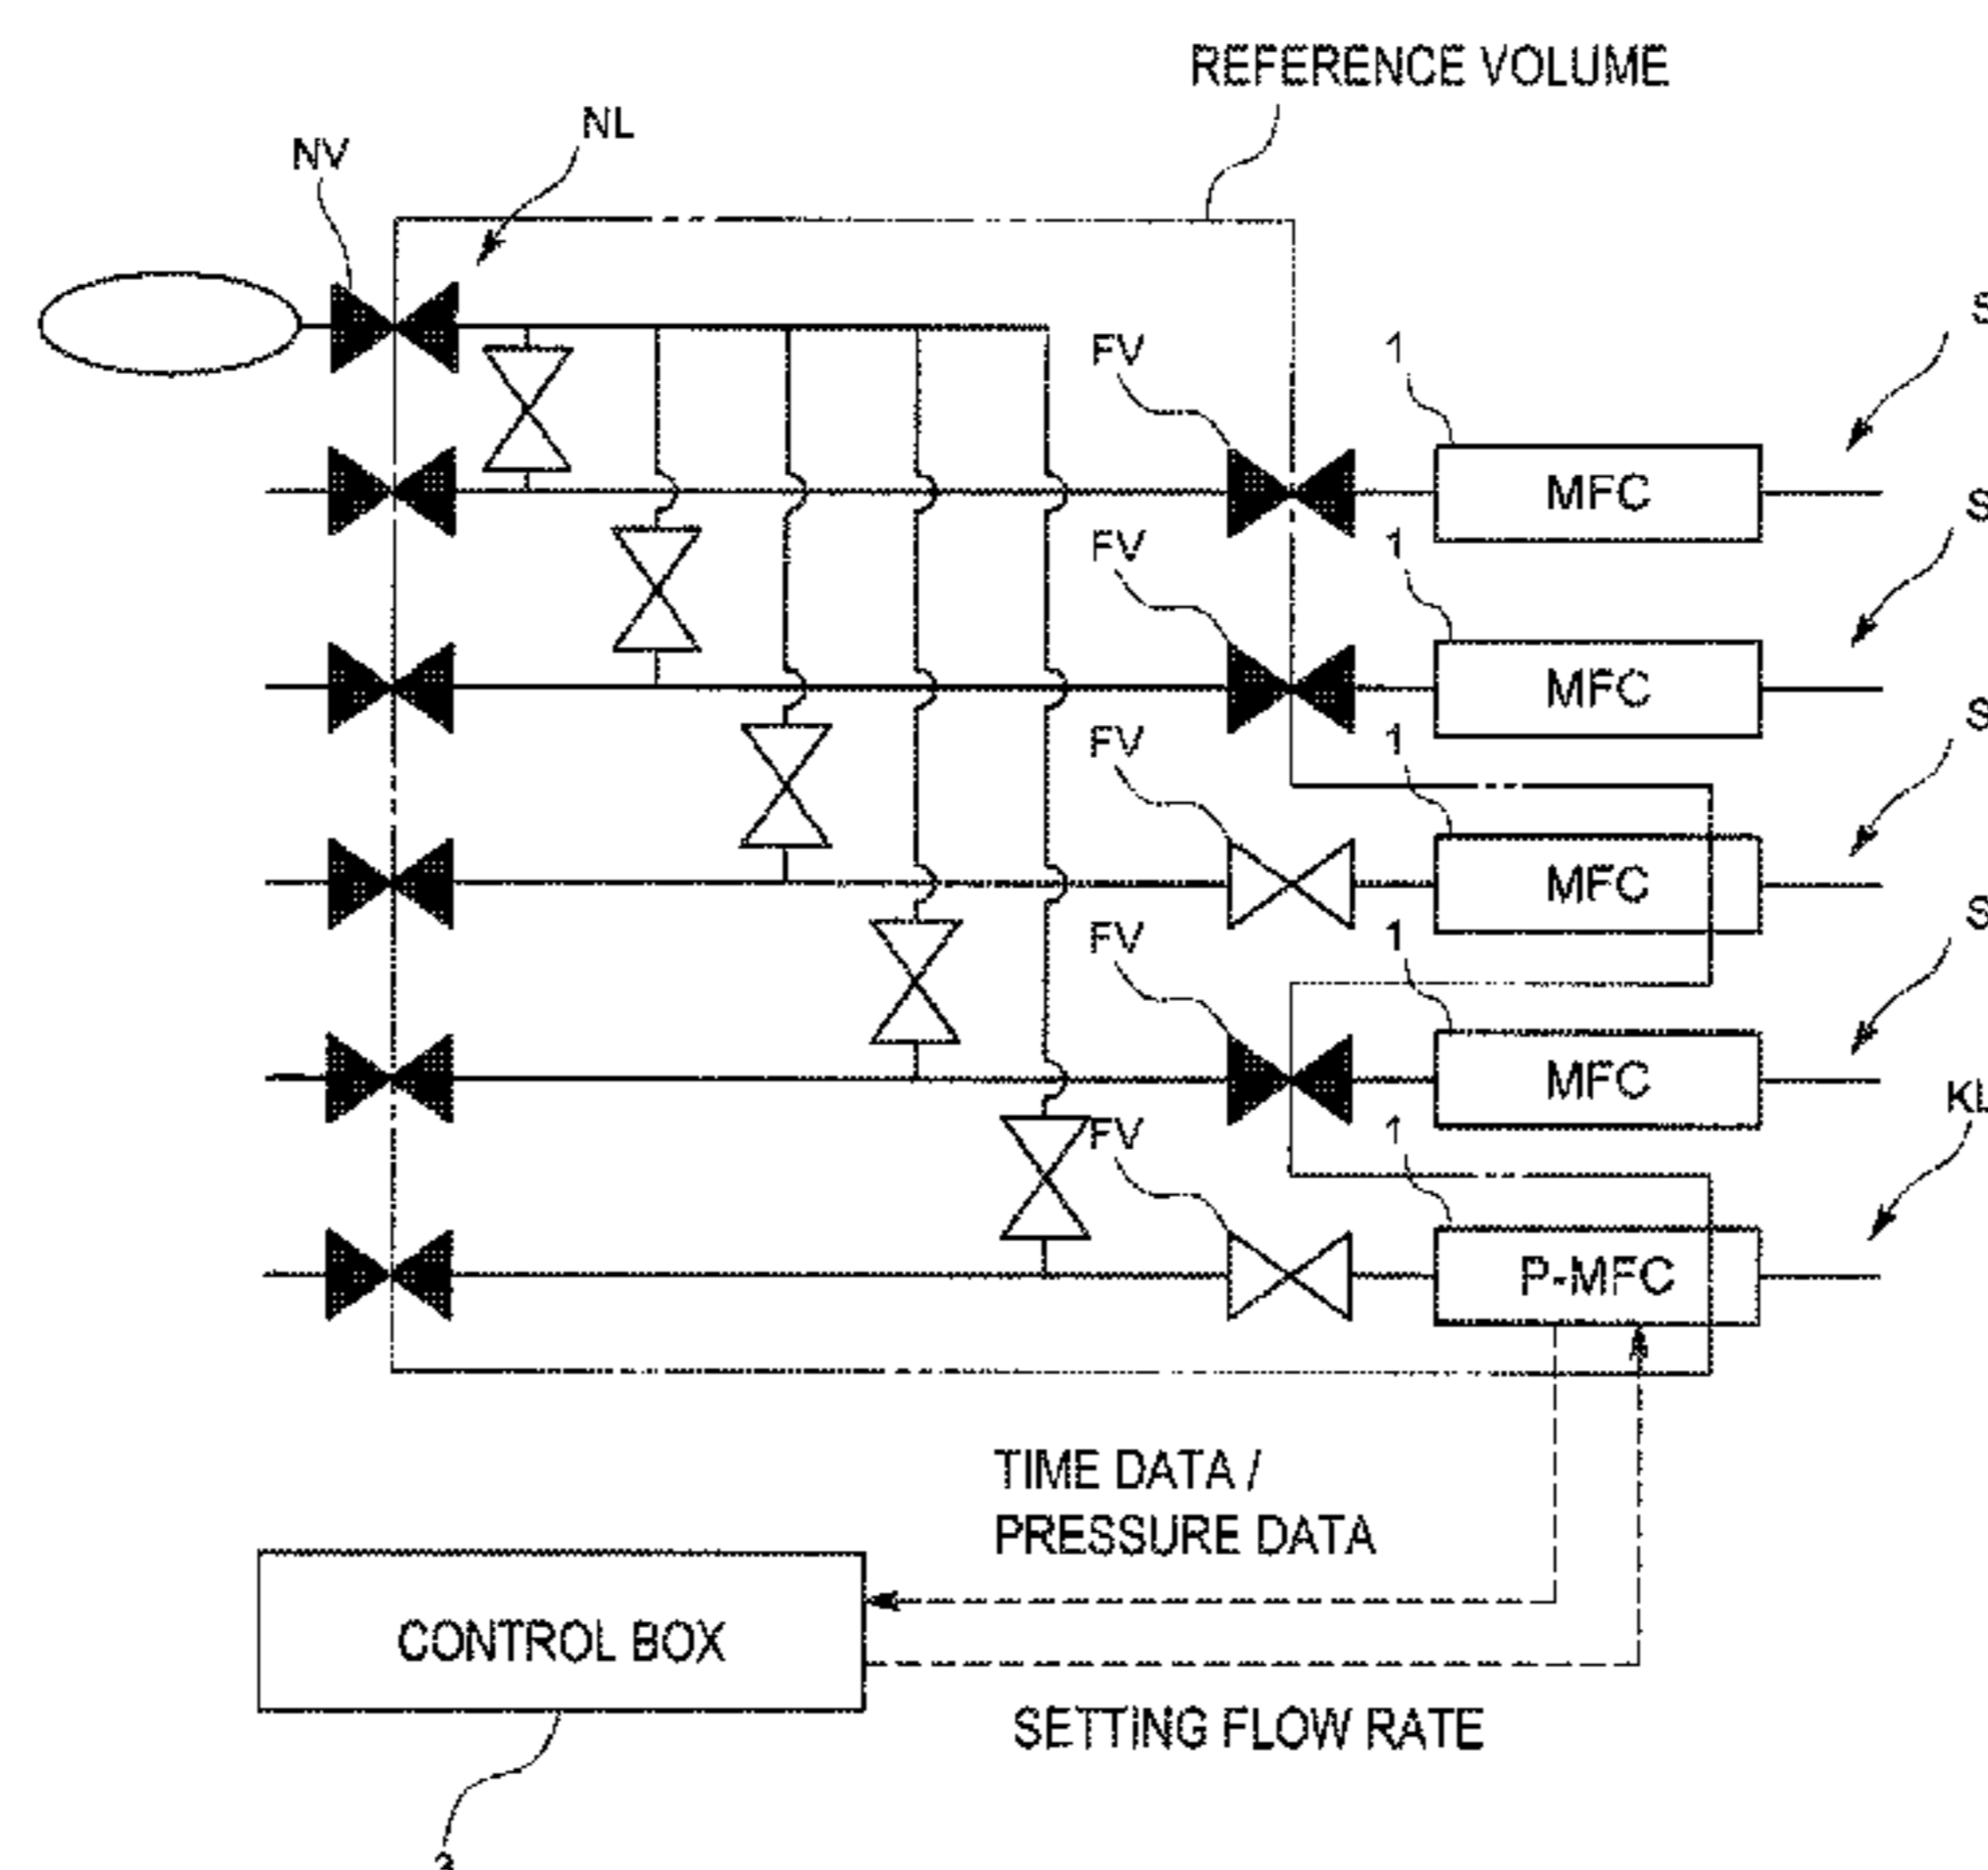 REFERENCE VOLUME
NL
NV
FV
1
S
MFC
FV
1
S
MFC
FV
1
S
MFC
FV
1
S
MFC
FV
1
KL
P-MFC
TIME DATA /
PRESSURE DATA
CONTROL BOX
SETTING FLOW RATE